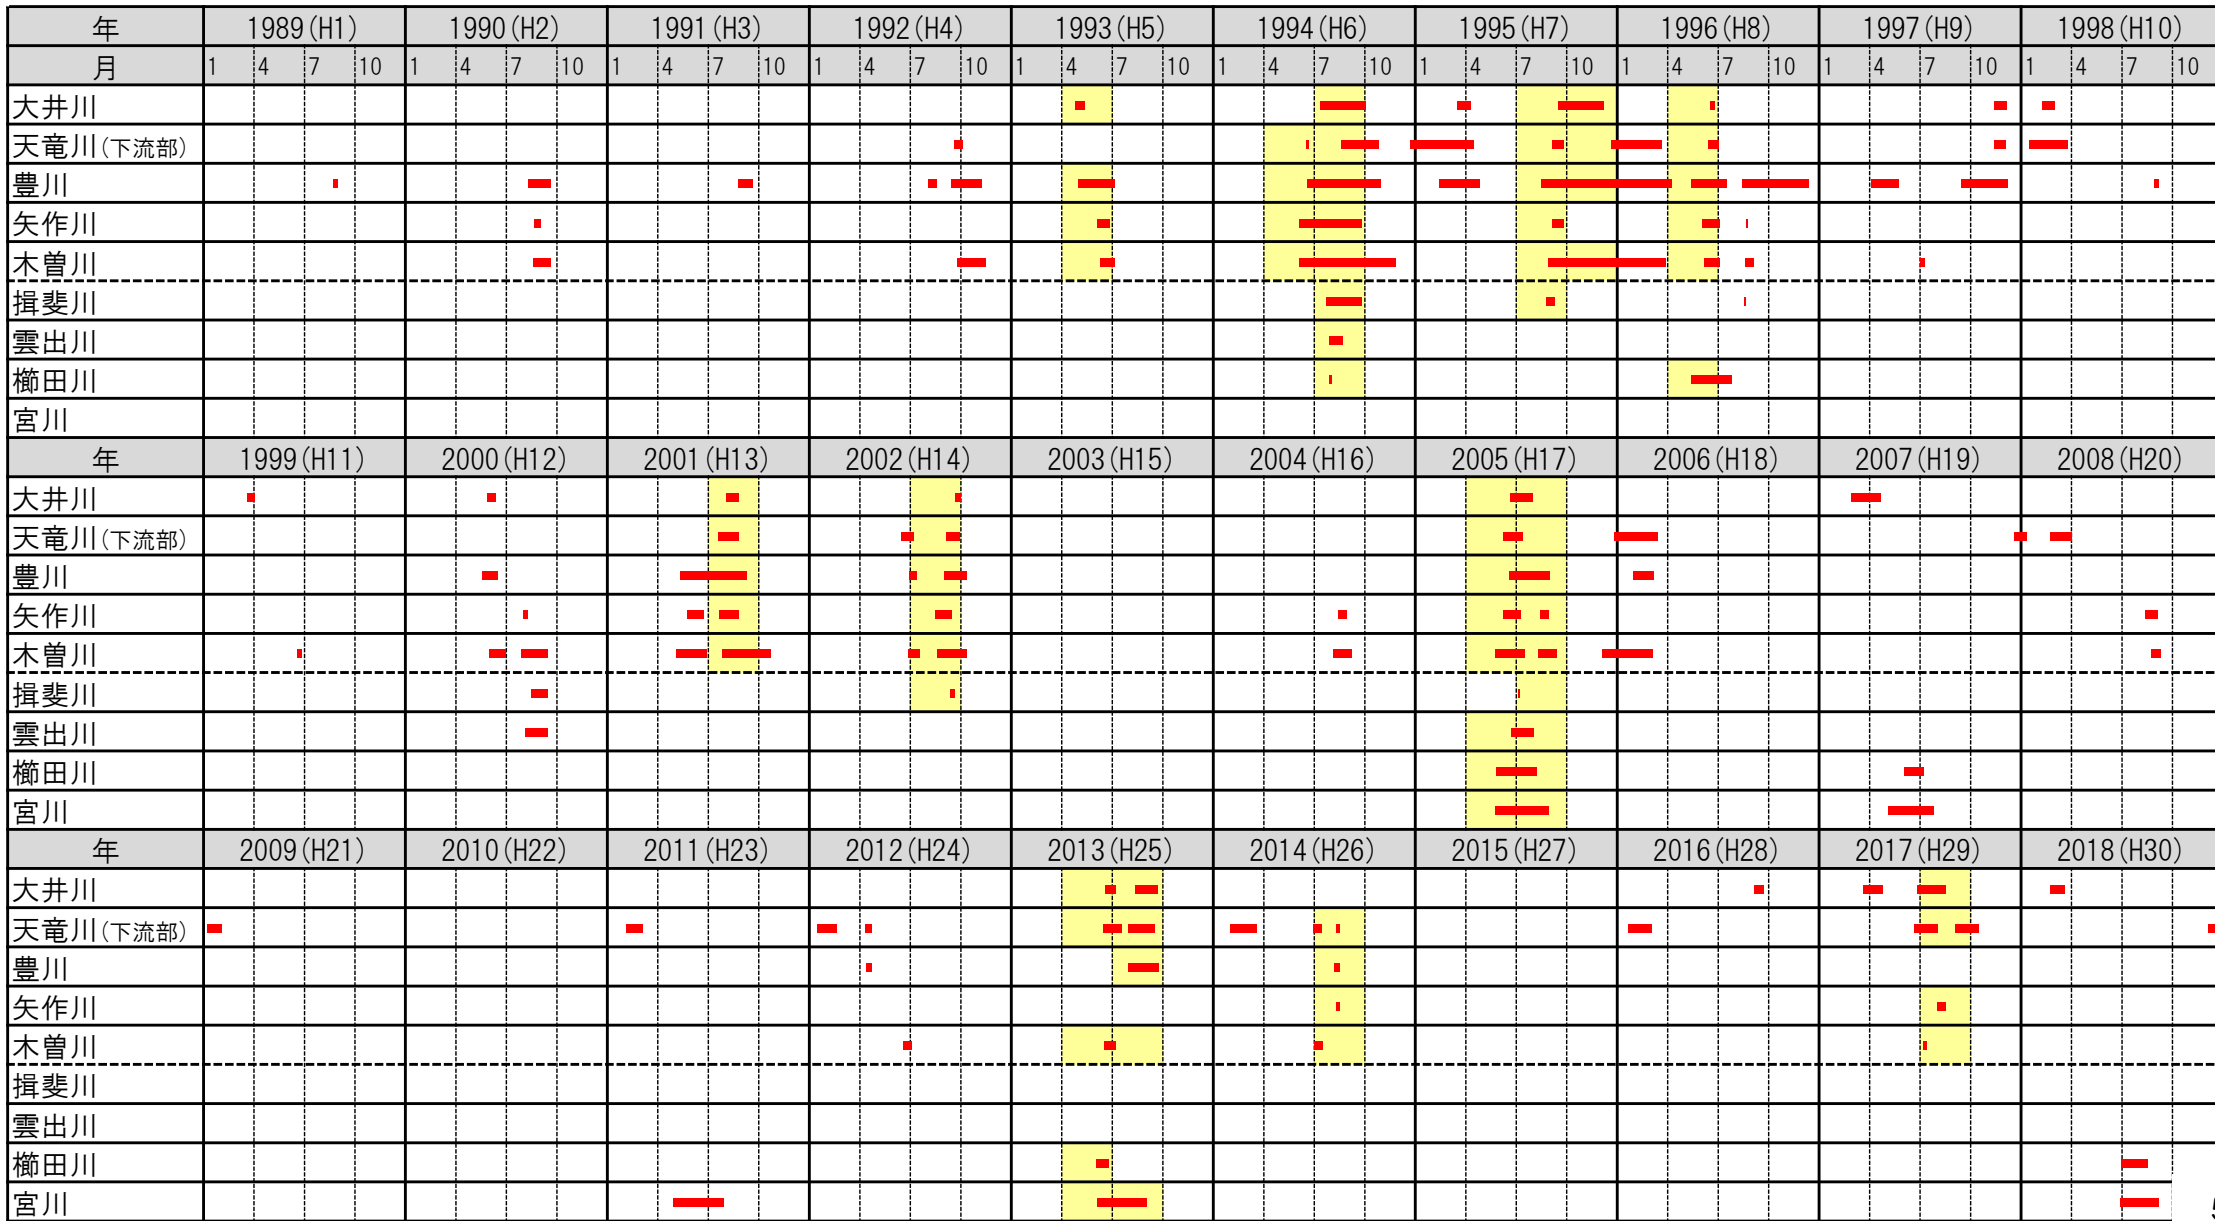 年 1989(H1) 1990(H2) 1991(H3) 1992(H4) 1993(H5) 1994(H6) 1995(H7) 1996(H8) 1997(H9) 1998(H10)
月 1 4 7 10 1 4 7 10 1 4 7 10 1 4 7 10 1 4 7 10 1 4 7 10 1 4 7 10 1 4 7 10 1 4 7 10 1 4 7 10
大井川
天竜川(下流部)
豊川
矢作川
木曽川
揖斐川
雲出川
櫛田川
宮川
年 1999(H11) 2000(H12) 2001(H13) 2002(H14) 2003(H15) 2004(H16) 2005(H17) 2006(H18) 2007(H19) 2008(H20)
大井川
天竜川(下流部)
豊川
矢作川
木曽川
揖斐川
雲出川
櫛田川
宮川
年 2009(H21) 2010(H22) 2011(H23) 2012(H24) 2013(H25) 2014(H26) 2015(H27) 2016(H28) 2017(H29) 2018(H30)
大井川
天竜川(下流部)
豊川
矢作川
木曽川
揖斐川
雲出川
櫛田川
宮川